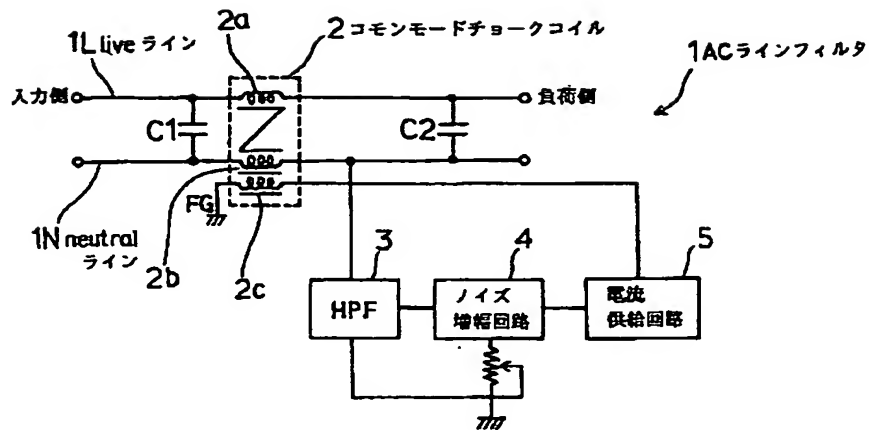 2a
2 コモンモードチョークコイル
1L live ライン
1 ACラインフィルタ
入力側
負荷側
C1
C2
FG
1N neutral
ライン
2b
2c
3
4
5
HPF
ノイズ
増幅回路
電流
供給回路